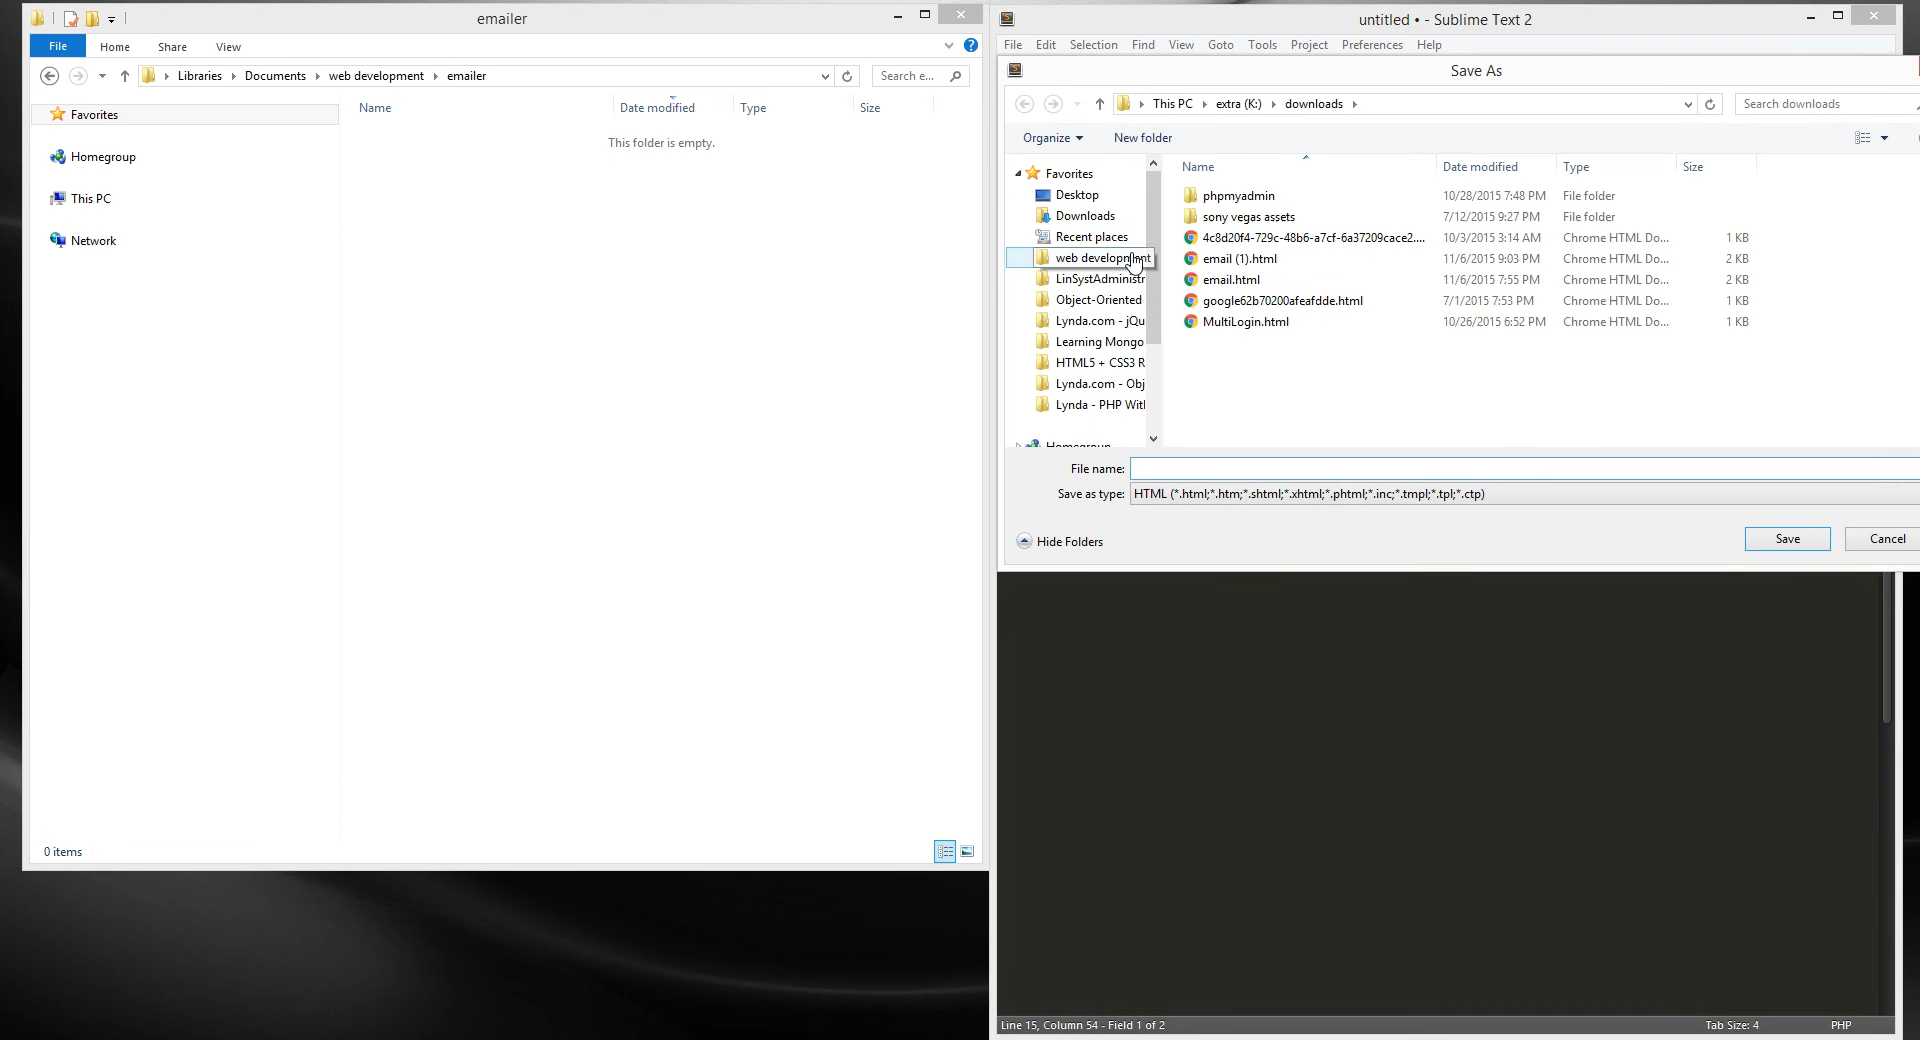 emailer
File Home Share View
Libraries Documents web development emailer
Search e...
Favorites
Homegroup
This PC
Network
Name Date modified Type Size
This folder is empty.
0 items
untitled • - Sublime Text 2
File Edit Selection Find View Goto Tools Project Preferences Help
Save As
This PC extra (K:) downloads
Search downloads
Organize New folder
Favorites
Desktop
Downloads
Recent places
web development
LinSystAdministr
Object-Oriented
Lynda.com - jQu
Learning Mongo
HTML5 + CSS3 R
Lynda.com - Obj
Lynda - PHP Wit
Homegroup
Name Date modified Type Size
phpmyadmin 10/28/2015 7:48 PM File folder
sony vegas assets 7/12/2015 9:27 PM File folder
4c8d20f4-729c-48b6-a7cf-6a37209cace2.... 10/3/2015 3:14 AM Chrome HTML Do... 1 KB
email (1).html 11/6/2015 9:03 PM Chrome HTML Do... 2 KB
email.html 11/6/2015 7:55 PM Chrome HTML Do... 2 KB
google62b70200afeafdde.html 7/1/2015 7:53 PM Chrome HTML Do... 1 KB
MultiLogin.html 10/26/2015 6:52 PM Chrome HTML Do... 1 KB
File name:
Save as type: HTML (*.html;*.htm;*.shtml;*.xhtml;*.phtml;*.inc;*.tmpl;*.tpl;*.ctp)
Hide Folders
Save Cancel
Line 15, Column 54 - Field 1 of 2 Tab Size: 4 PHP